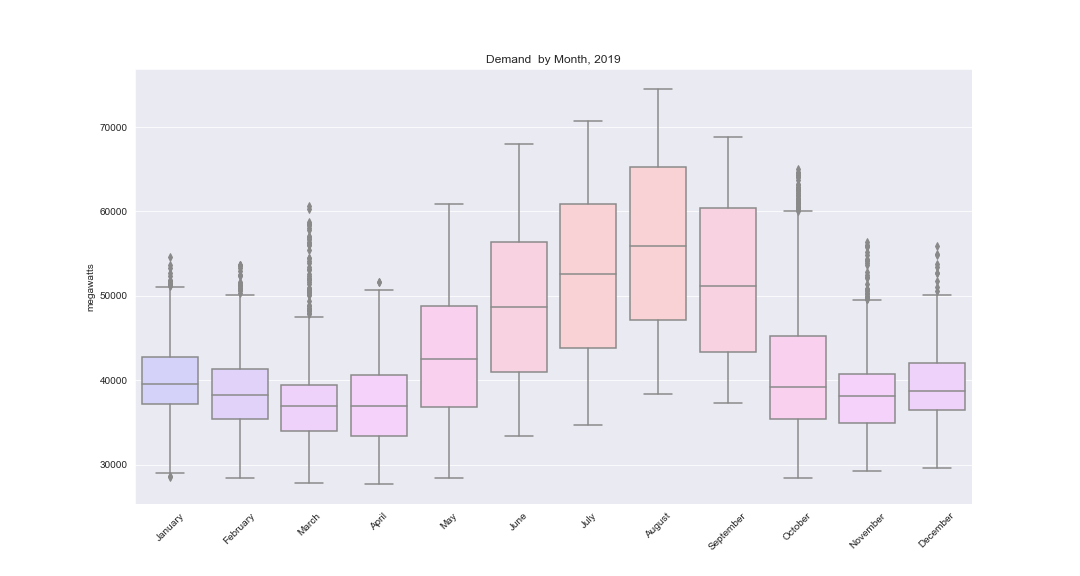 Demand  by Month, 2019
megawatts
70000
60000
50000
40000
30000
January
February
March
April
May
June
July
August
September
October
November
December